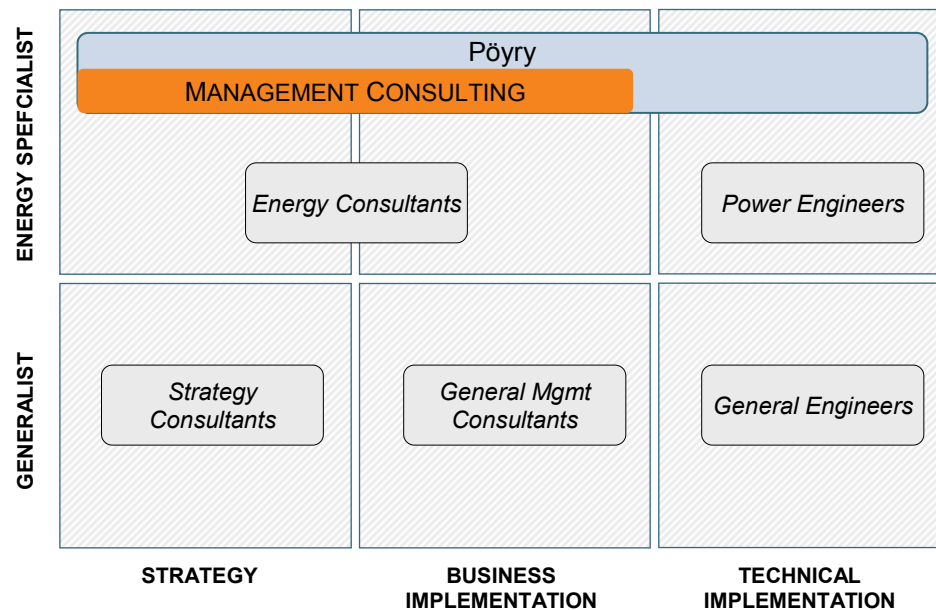 ENERGY SPEFCIALIST
Pöyry
MANAGEMENT CONSULTING
Energy Consultants
Power Engineers
GENERALIST
Strategy
Consultants
General Mgmt
Consultants
General Engineers
STRATEGY
BUSINESS
IMPLEMENTATION
TECHNICAL
IMPLEMENTATION